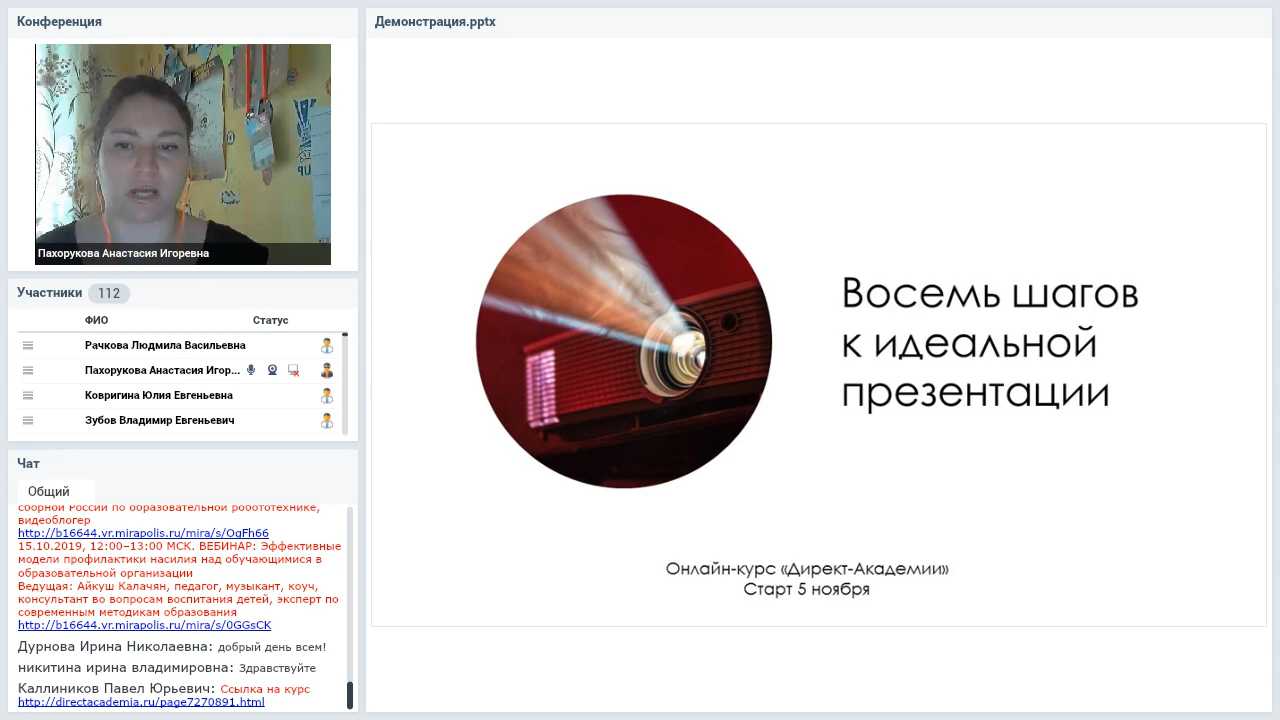 Конференция
Пахорукова Анастасия Игоревна
Участники 112
ФИО Статус
Рачкова Людмила Васильевна
Пахорукова Анастасия Игор...
Ковригина Юлия Евгеньевна
Зубов Владимир Евгеньевич
Чат
Общий
сборной России по образовательной робототехнике,
видеоблогер
http://b16644.vr.mirapolis.ru/mira/s/OgFh66
15.10.2019, 12:00–13:00 МСК. ВЕБИНАР: Эффективные
модели профилактики насилия над обучающимися в
образовательной организации
Ведущая: Айкуш Калачян, педагог, музыкант, коуч,
консультант во вопросам воспитания детей, эксперт по
современным методикам образования
http://b16644.vr.mirapolis.ru/mira/s/0GGsCK
Дурнова Ирина Николаевна: добрый день всем!
никитина ирина владимировна: Здравствуйте
Каллиников Павел Юрьевич: Ссылка на курс
http://directacademia.ru/page7270891.html
Демонстрация.pptx
Восемь шагов
к идеальной
презентации
Онлайн-курс «Директ-Академии»
Старт 5 ноября